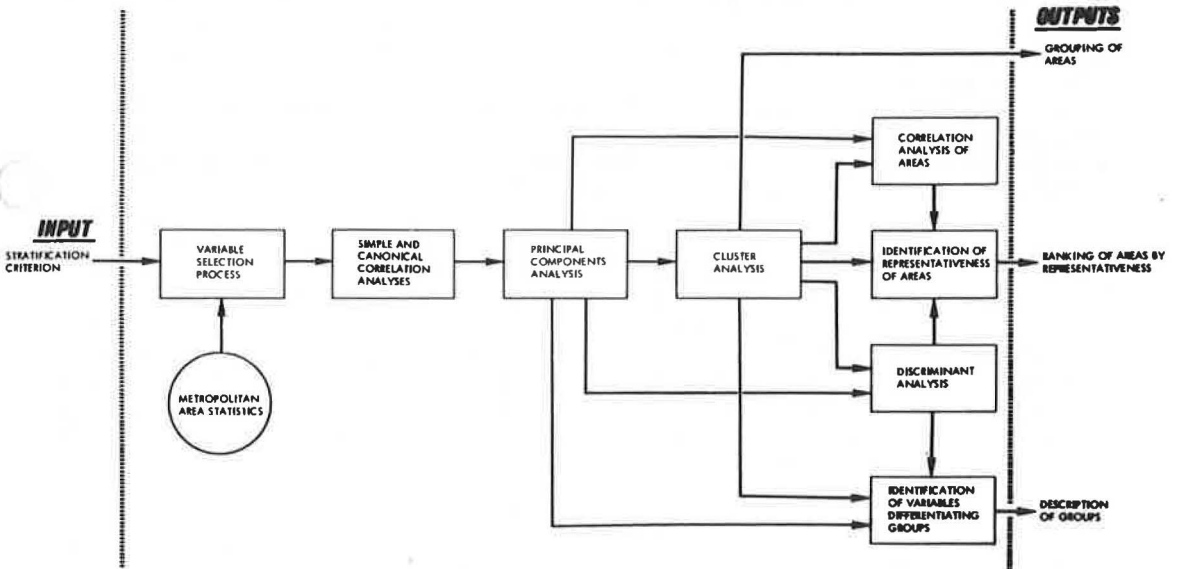 OUTPUTS
GROUPING OF
AREAS
CORRELATION
ANALYSIS OF
AREAS
INPUT
STRATIFICATION
CRITERION
VARIABLE
SELECTION
PROCESS
SIMPLE AND
CANONICAL
CORRELATION
ANALYSES
PRINCIPAL
COMPONENTS
ANALYSIS
CLUSTER
ANALYSIS
IDENTIFICATION OF
REPRESENTATIVENESS
OF AREAS
RANKING OF AREAS BY
REPRESENTATIVENESS
METROPOLITAN
AREA STATISTICS
DISCRIMINANT
ANALYSIS
IDENTIFICATION
OF VARIABLES
DIFFERENTIATING
GROUPS
DESCRIPTION
OF GROUPS